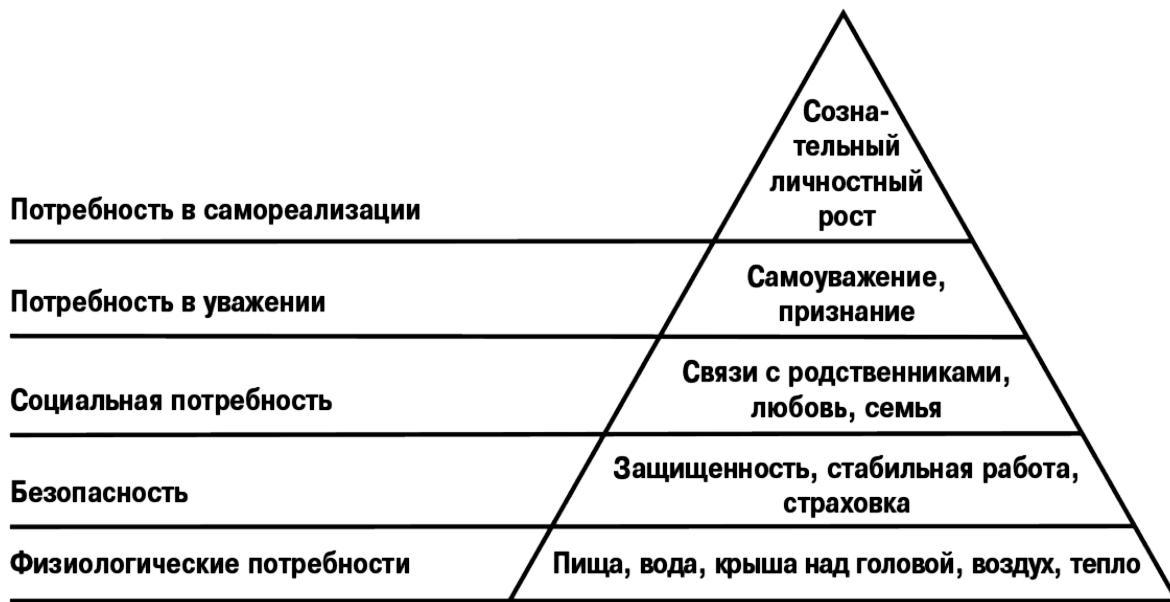 Созна-
тельный
личностный
рост
Потребность в самореализации
Самоуважение,
признание
Потребность в уважении
Связи с родственниками,
любовь, семья
Социальная потребность
Защищенность, стабильная работа,
страховка
Безопасность
Физиологические потребности
Пища, вода, крыша над головой, воздух, тепло